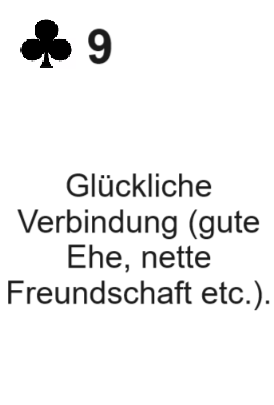 ♣ 9
Glückliche
Verbindung (gute
Ehe, nette
Freundschaft etc.).